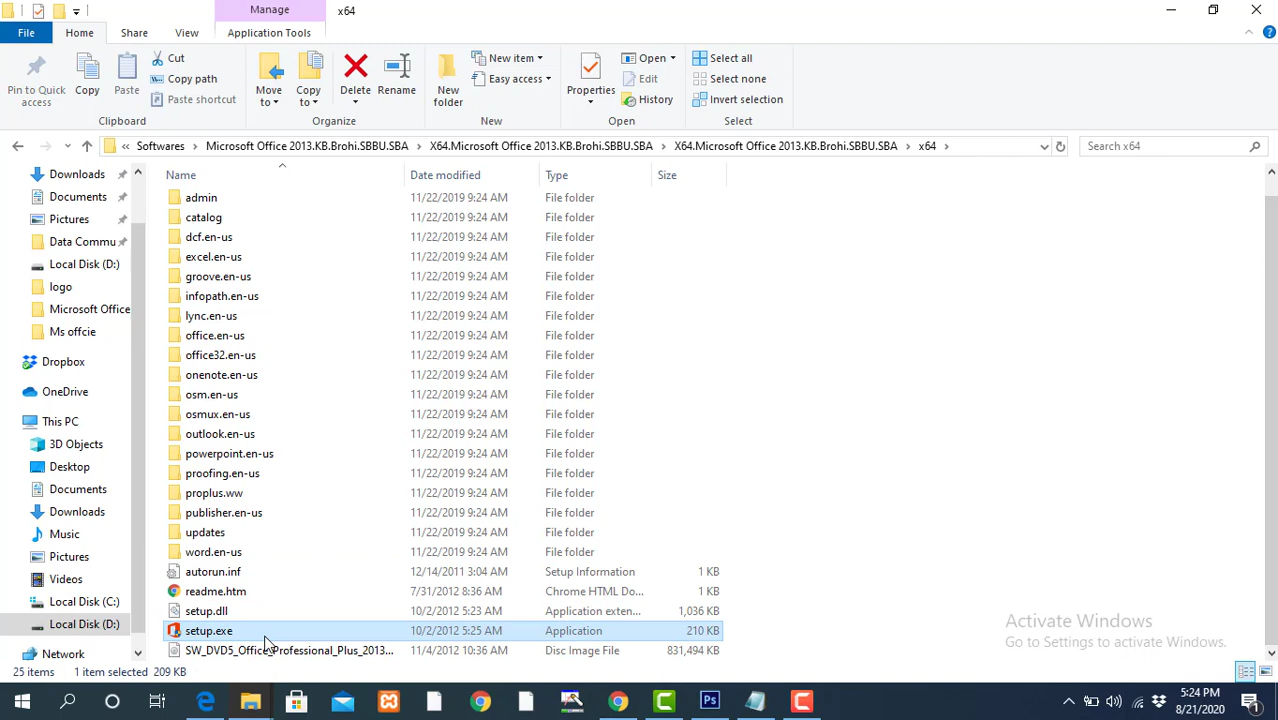 Manage
x64
File
Home
Share
View
Application Tools
Pin to Quick access
Copy
Paste
Cut
Copy path
Paste shortcut
Clipboard
Move to
Copy to
Delete
Rename
Organize
New folder
New item
Easy access
New
Properties
Open
Edit
History
Open
Select all
Select none
Invert selection
Select
« Softwares > Microsoft Office 2013.KB.Brohi.SBBU.SBA > X64.Microsoft Office 2013.KB.Brohi.SBBU.SBA > X64.Microsoft Office 2013.KB.Brohi.SBBU.SBA > x64 >
Search x64
Downloads
Documents
Pictures
Data Commu
Local Disk (D:)
logo
Microsoft Office
Ms offcie
Dropbox
OneDrive
This PC
3D Objects
Desktop
Documents
Downloads
Music
Pictures
Videos
Local Disk (C:)
Local Disk (D:)
Network
Name Date modified Type Size
admin 11/22/2019 9:24 AM File folder
catalog 11/22/2019 9:24 AM File folder
dcf.en-us 11/22/2019 9:24 AM File folder
excel.en-us 11/22/2019 9:24 AM File folder
groove.en-us 11/22/2019 9:24 AM File folder
infopath.en-us 11/22/2019 9:24 AM File folder
lync.en-us 11/22/2019 9:24 AM File folder
office.en-us 11/22/2019 9:24 AM File folder
office32.en-us 11/22/2019 9:24 AM File folder
onenote.en-us 11/22/2019 9:24 AM File folder
osm.en-us 11/22/2019 9:24 AM File folder
osmux.en-us 11/22/2019 9:24 AM File folder
outlook.en-us 11/22/2019 9:24 AM File folder
powerpoint.en-us 11/22/2019 9:24 AM File folder
proofing.en-us 11/22/2019 9:24 AM File folder
proplus.ww 11/22/2019 9:24 AM File folder
publisher.en-us 11/22/2019 9:24 AM File folder
updates 11/22/2019 9:24 AM File folder
word.en-us 11/22/2019 9:24 AM File folder
autorun.inf 12/14/2011 3:04 AM Setup Information 1 KB
readme.htm 7/31/2012 8:36 AM Chrome HTML Do... 1 KB
setup.dll 10/2/2012 5:23 AM Application exten... 1,036 KB
setup.exe 10/2/2012 5:25 AM Application 210 KB
SW_DVD5_Office_Professional_Plus_2013... 11/4/2012 10:36 AM Disc Image File 831,494 KB
Activate Windows
Go to Settings to activate Windows.
25 items 1 item selected 209 KB
5:24 PM
8/21/2020
1